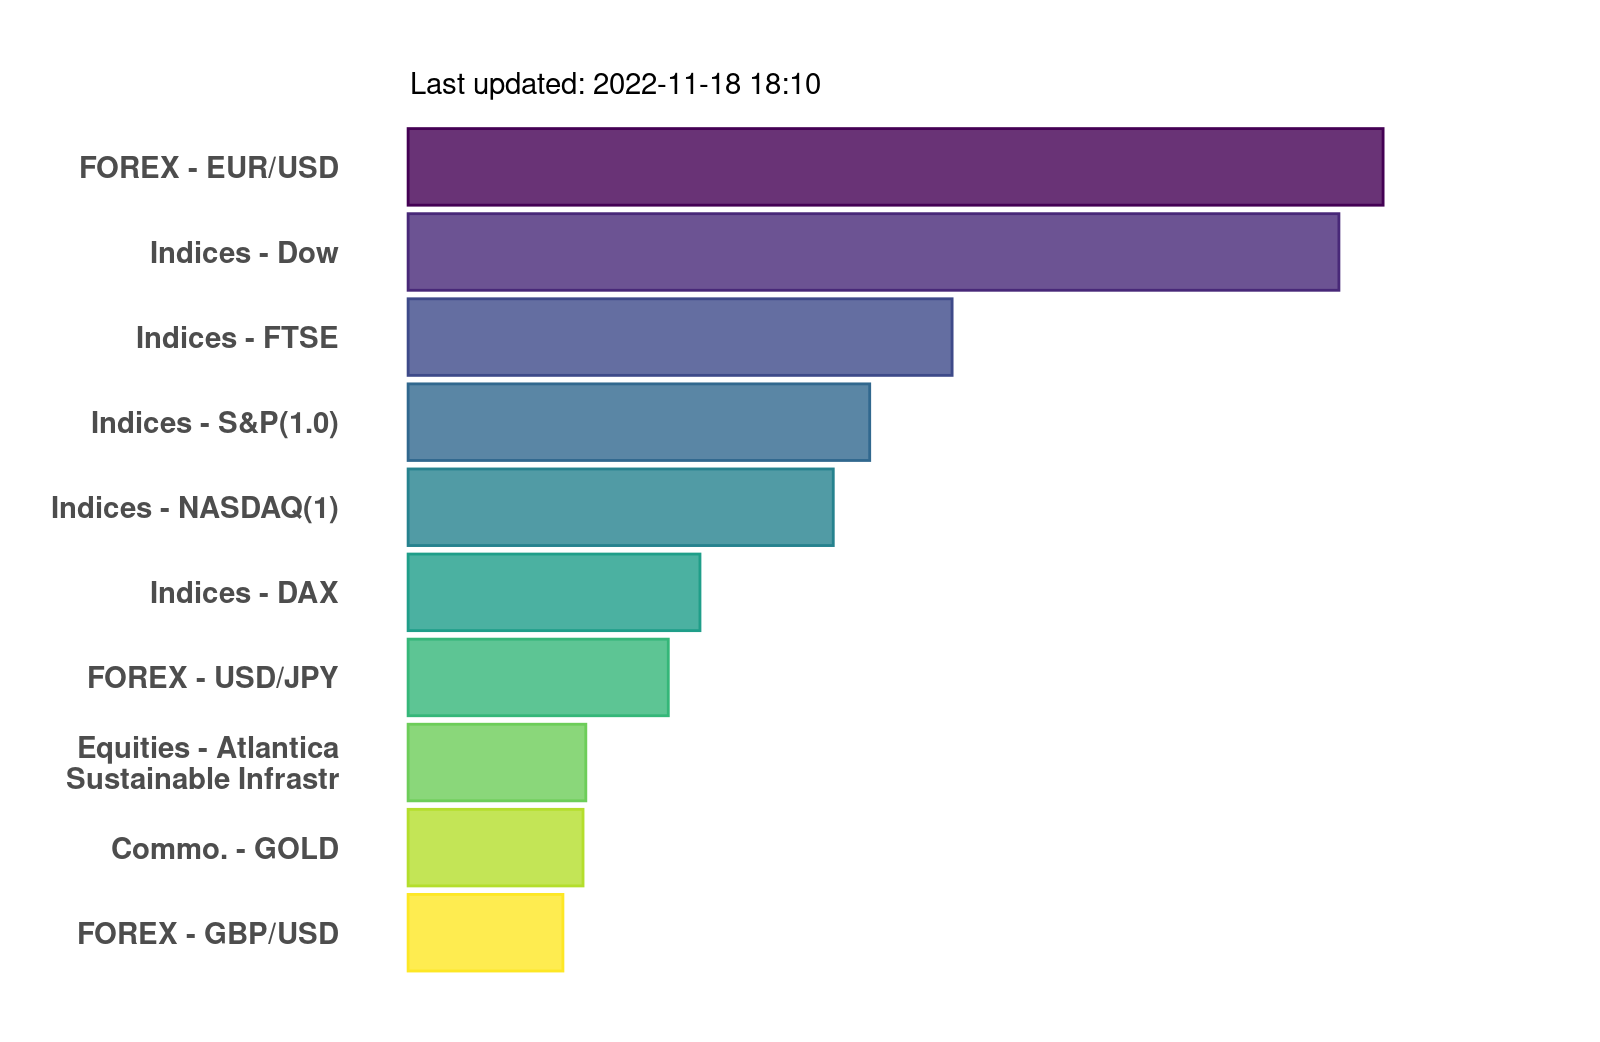 Last updated: 2022-11-18 18:10
FOREX - EUR/USD
Indices - Dow
Indices - FTSE
Indices - S&P(1.0)
Indices - NASDAQ(1)
Indices - DAX
FOREX - USD/JPY
Equities - Atlantica
Sustainable Infrastr
Commo. - GOLD
FOREX - GBP/USD